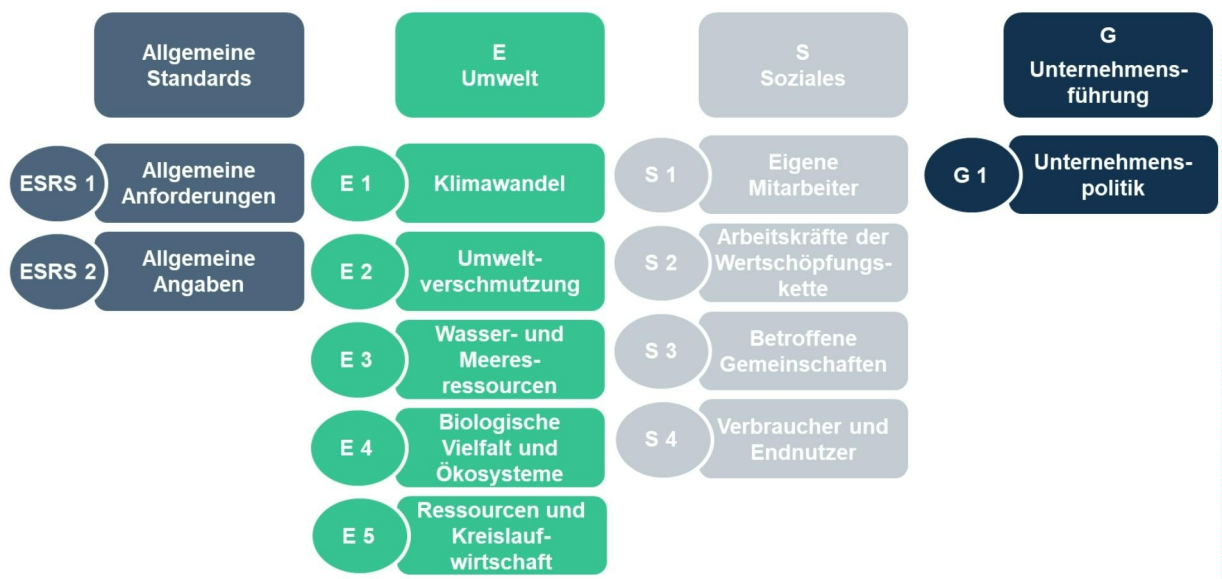 Allgemeine
Standards
ESRS 1
Allgemeine
Anforderungen
ESRS 2
Allgemeine
Angaben
E
Umwelt
E 1
Klimawandel
E 2
Umwelt-
verschmutzung
E 3
Wasser- und
Meeres-
ressourcen
E 4
Biologische
Vielfalt und
Ökosysteme
E 5
Ressourcen und
Kreislauf-
wirtschaft
S
Soziales
S 1
Eigene
Mitarbeiter
S 2
Arbeitskräfte der
Wertschöpfungs-
kette
S 3
Betroffene
Gemeinschaften
S 4
Verbraucher und
Endnutzer
G
Unternehmens-
führung
G 1
Unternehmens-
politik